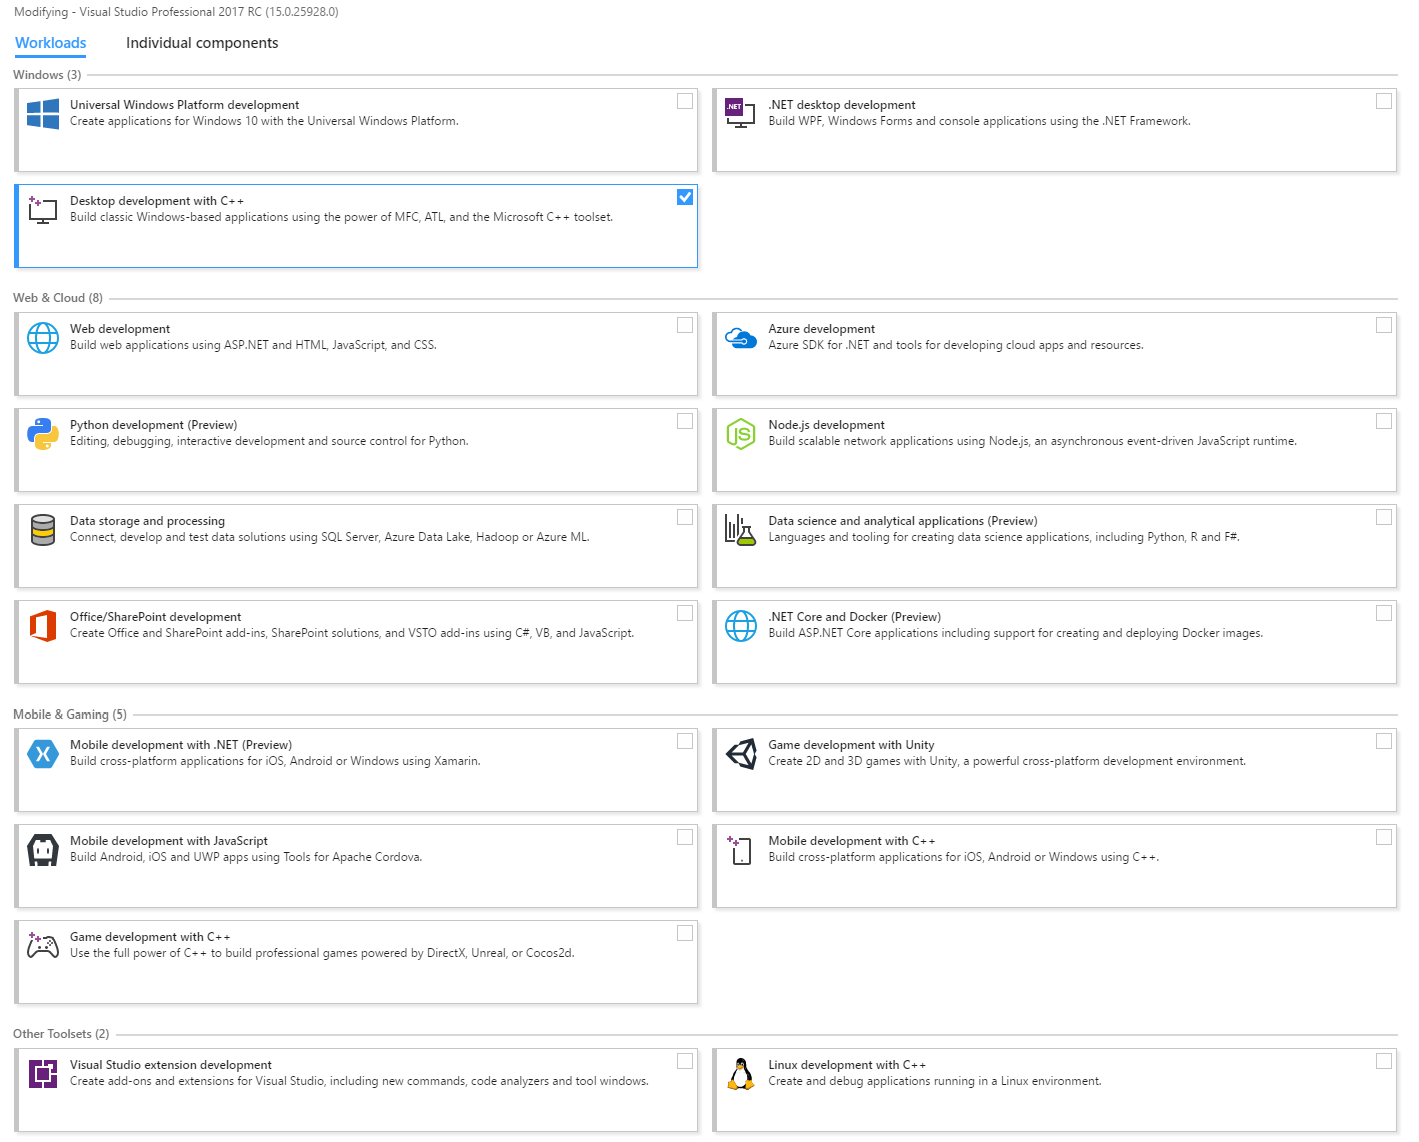 Modifying - Visual Studio Professional 2017 RC (15.0.25928.0)
Workloads Individual components
Windows (3)
Universal Windows Platform development
Create applications for Windows 10 with the Universal Windows Platform.
.NET
.NET desktop development
Build WPF, Windows Forms and console applications using the .NET Framework.
Desktop development with C++
Build classic Windows-based applications using the power of MFC, ATL, and the Microsoft C++ toolset.
Web & Cloud (8)
Web development
Build web applications using ASP.NET and HTML, JavaScript, and CSS.
Azure development
Azure SDK for .NET and tools for developing cloud apps and resources.
Python development (Preview)
Editing, debugging, interactive development and source control for Python.
JS
Node.js development
Build scalable network applications using Node.js, an asynchronous event-driven JavaScript runtime.
Data storage and processing
Connect, develop and test data solutions using SQL Server, Azure Data Lake, Hadoop or Azure ML.
Data science and analytical applications (Preview)
Languages and tooling for creating data science applications, including Python, R and F#.
Office/SharePoint development
Create Office and SharePoint add-ins, SharePoint solutions, and VSTO add-ins using C#, VB, and JavaScript.
.NET Core and Docker (Preview)
Build ASP.NET Core applications including support for creating and deploying Docker images.
Mobile & Gaming (5)
Mobile development with .NET (Preview)
Build cross-platform applications for iOS, Android or Windows using Xamarin.
Game development with Unity
Create 2D and 3D games with Unity, a powerful cross-platform development environment.
Mobile development with JavaScript
Build Android, iOS and UWP apps using Tools for Apache Cordova.
Mobile development with C++
Build cross-platform applications for iOS, Android or Windows using C++.
Game development with C++
Use the full power of C++ to build professional games powered by DirectX, Unreal, or Cocos2d.
Other Toolsets (2)
Visual Studio extension development
Create add-ons and extensions for Visual Studio, including new commands, code analyzers and tool windows.
Linux development with C++
Create and debug applications running in a Linux environment.